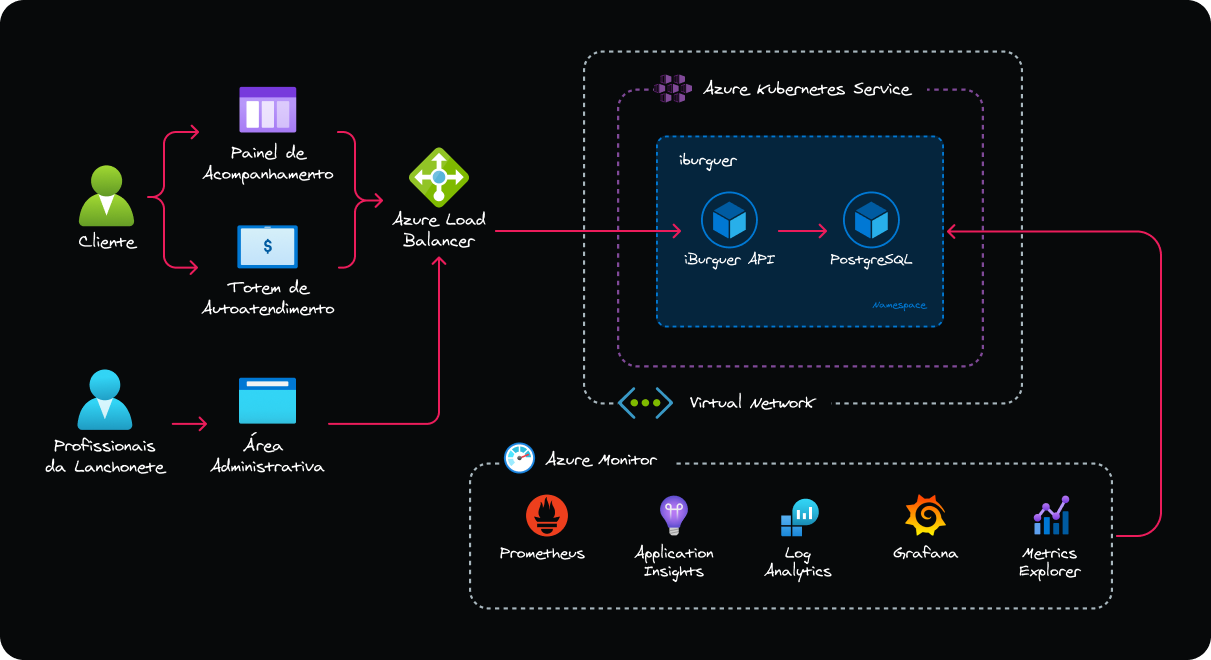 Azure Kubernetes Service
iburguer
iBurguer API
PostgreSQL
Namespace
Virtual Network
Painel de
Acompanhamento
Cliente
$
Totem de
Autoatendimento
Azure Load
Balancer
Profissionais
da Lanchonete
Área
Administrativa
Azure Monitor
Prometheus
Application
Insights
Log
Analytics
Grafana
Metrics
Explorer